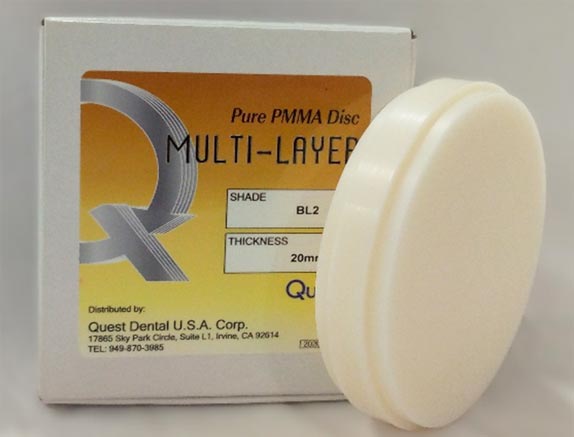 Pure PMMA Disc
MULTI-LAYER
SHADE
BL2
THICKNESS
20mm
Distributed by:
Quest Dental U.S.A. Corp.
17865 Sky Park Circle, Suite L1, Irvine, CA 92614
TEL: 949-870-3985